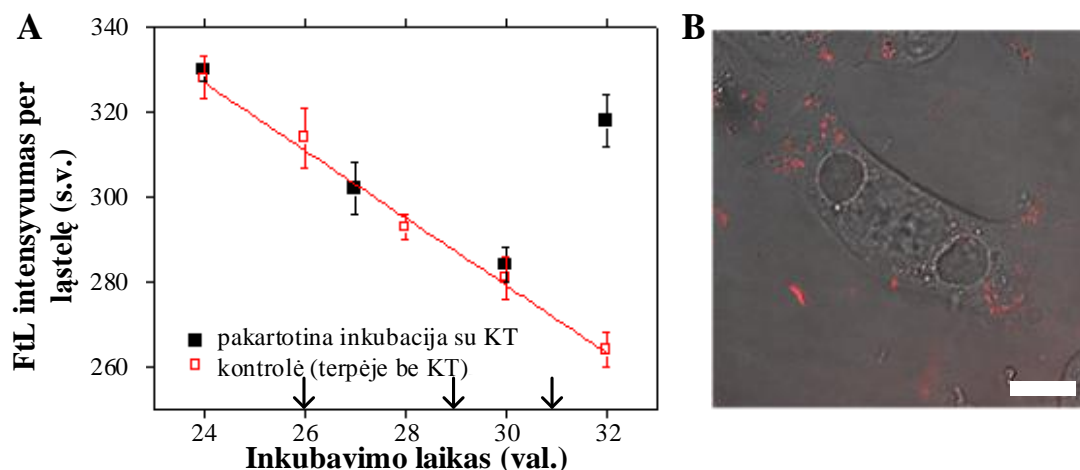 A
B
FtL intensyvumas per
ląstelę (s.v.)
340
320
300
280
260
pakartotina inkubacija su KT
kontrolė (terpėje be KT)
24 26 28 30 32
Inkubavimo laikas (val.)